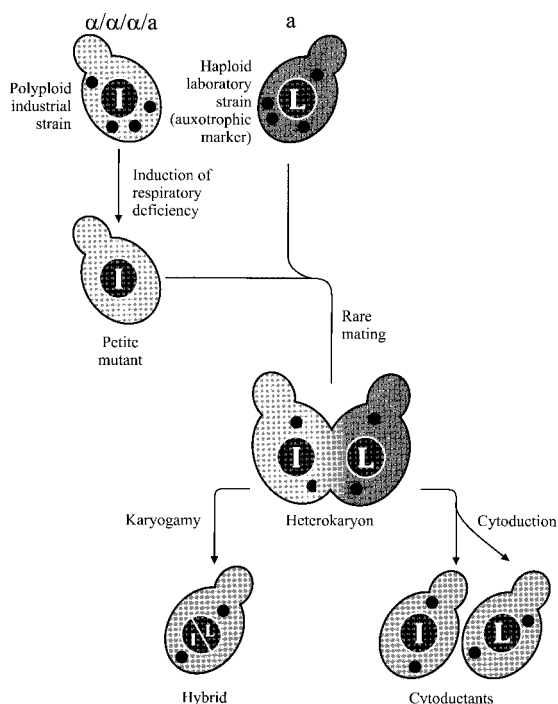 α/α/α/a
a
Polyploid
industrial
strain
I
Haploid
laboratory
strain
(auxotrophic
marker)
L
Induction of
respiratory
deficiency
I
Petite
mutant
Rare
mating
I
L
Karyogamy
Heterokaryon
Cytoduction
I
L
I
L
Hybrid
Cytoductants